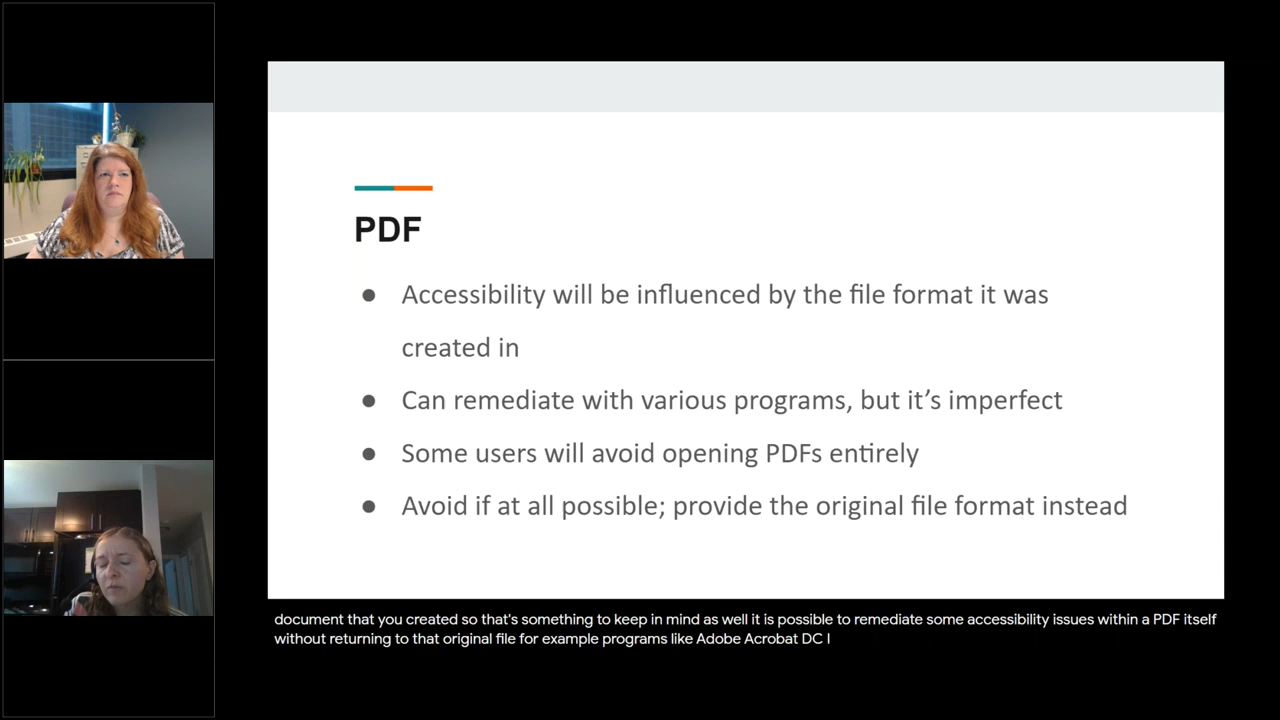 PDF
● Accessibility will be influenced by the file format it was
created in
● Can remediate with various programs, but it’s imperfect
● Some users will avoid opening PDFs entirely
● Avoid if at all possible; provide the original file format instead
document that you created so that's something to keep in mind as well it is possible to remediate some accessibility issues within a PDF itself
without returning to that original file for example programs like Adobe Acrobat DC I